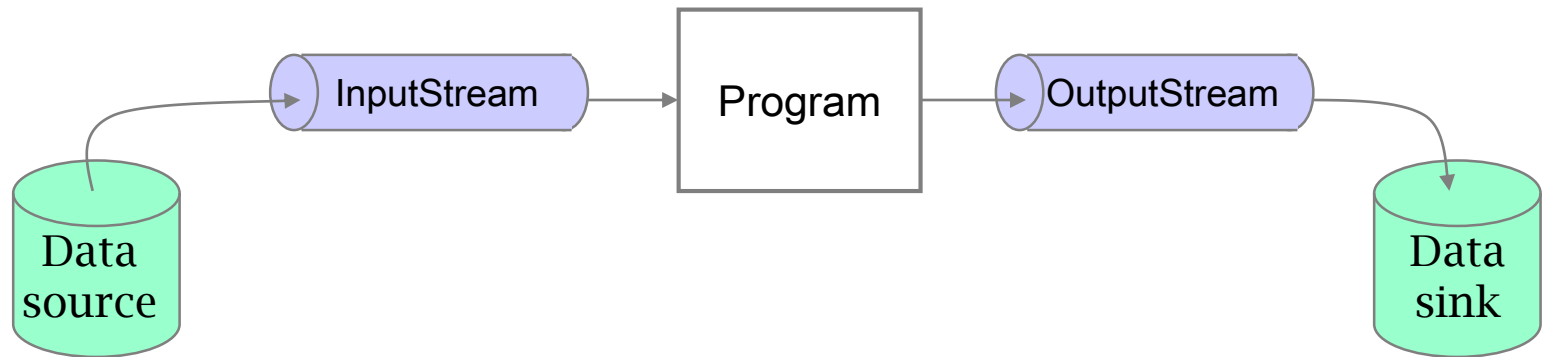 InputStream
Program
OutputStream
Data
source
Data
sink